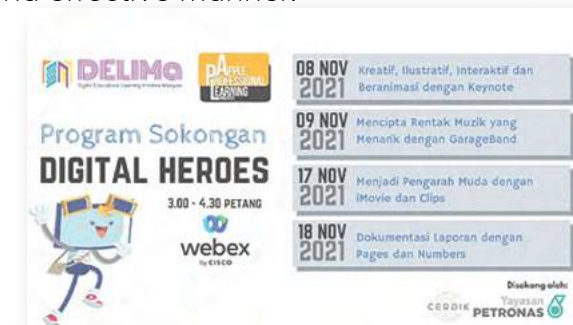 nd effective manner.
DELIMa
Digital Educational Learning Initiative Malaysia
APPLE
PROFESSIONAL
LEARNING
Program Sokongan
DIGITAL HEROES
3.00 - 4.30 PETANG
webex
by CISCO
08 NOV
2021
Kreatif, Ilustratif, Interaktif dan
Beranimasi dengan Keynote
09 NOV
2021
Mencipta Rentak Muzik yang
Menarik dengan GarageBand
17 NOV
2021
Menjadi Pengarah Muda dengan
iMovie dan Clips
18 NOV
2021
Dokumentasi Laporan dengan
Pages dan Numbers
Disokong oleh:
CERDIK
Yayasan
PETRONAS